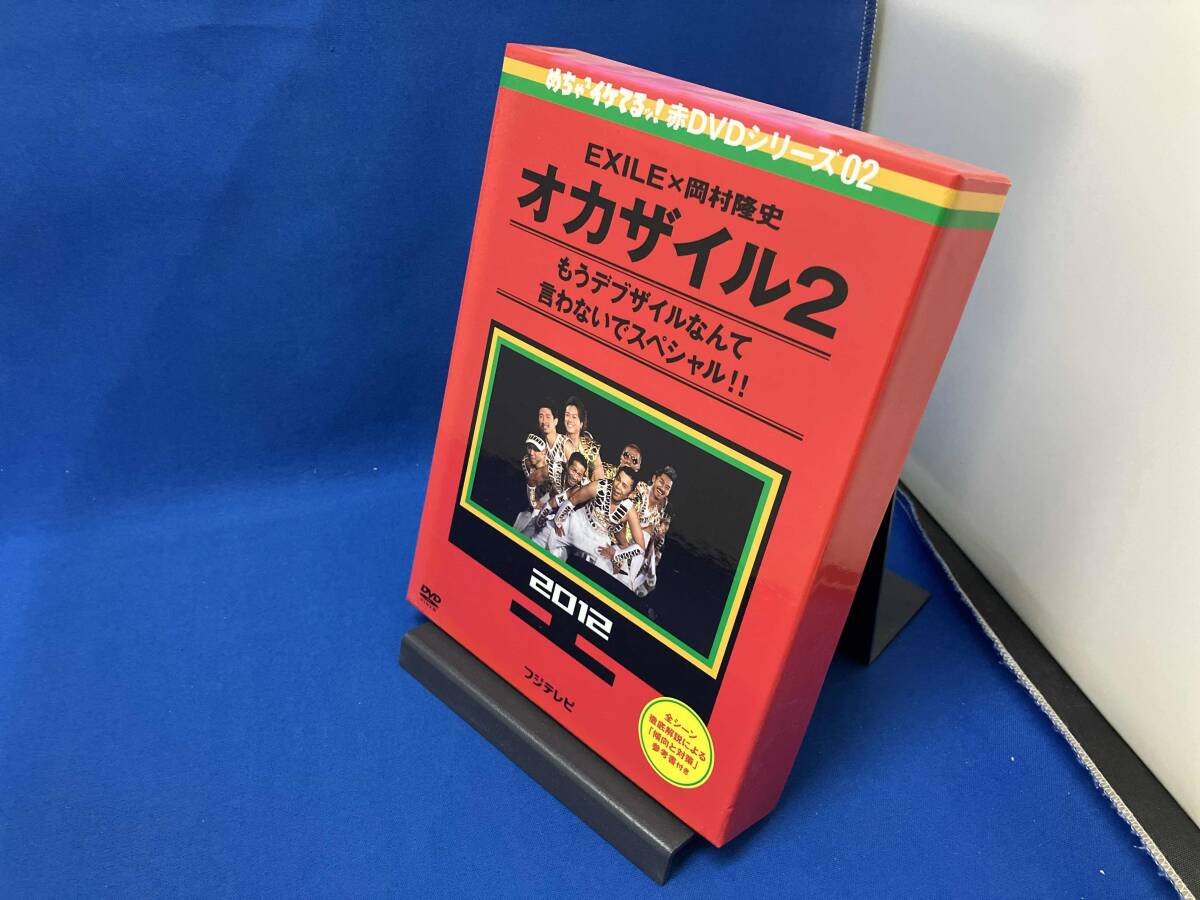 めちゃ²イケてるッ! 赤DVDシリーズ02
EXILE×岡村隆史
オカザイル2
もうデブザイルなんて
言わないでスペシャル!!
2012
DVD
VIDEO
フジテレビ
全シーン
徹底解説による
「傾向と対策」
参考書付き